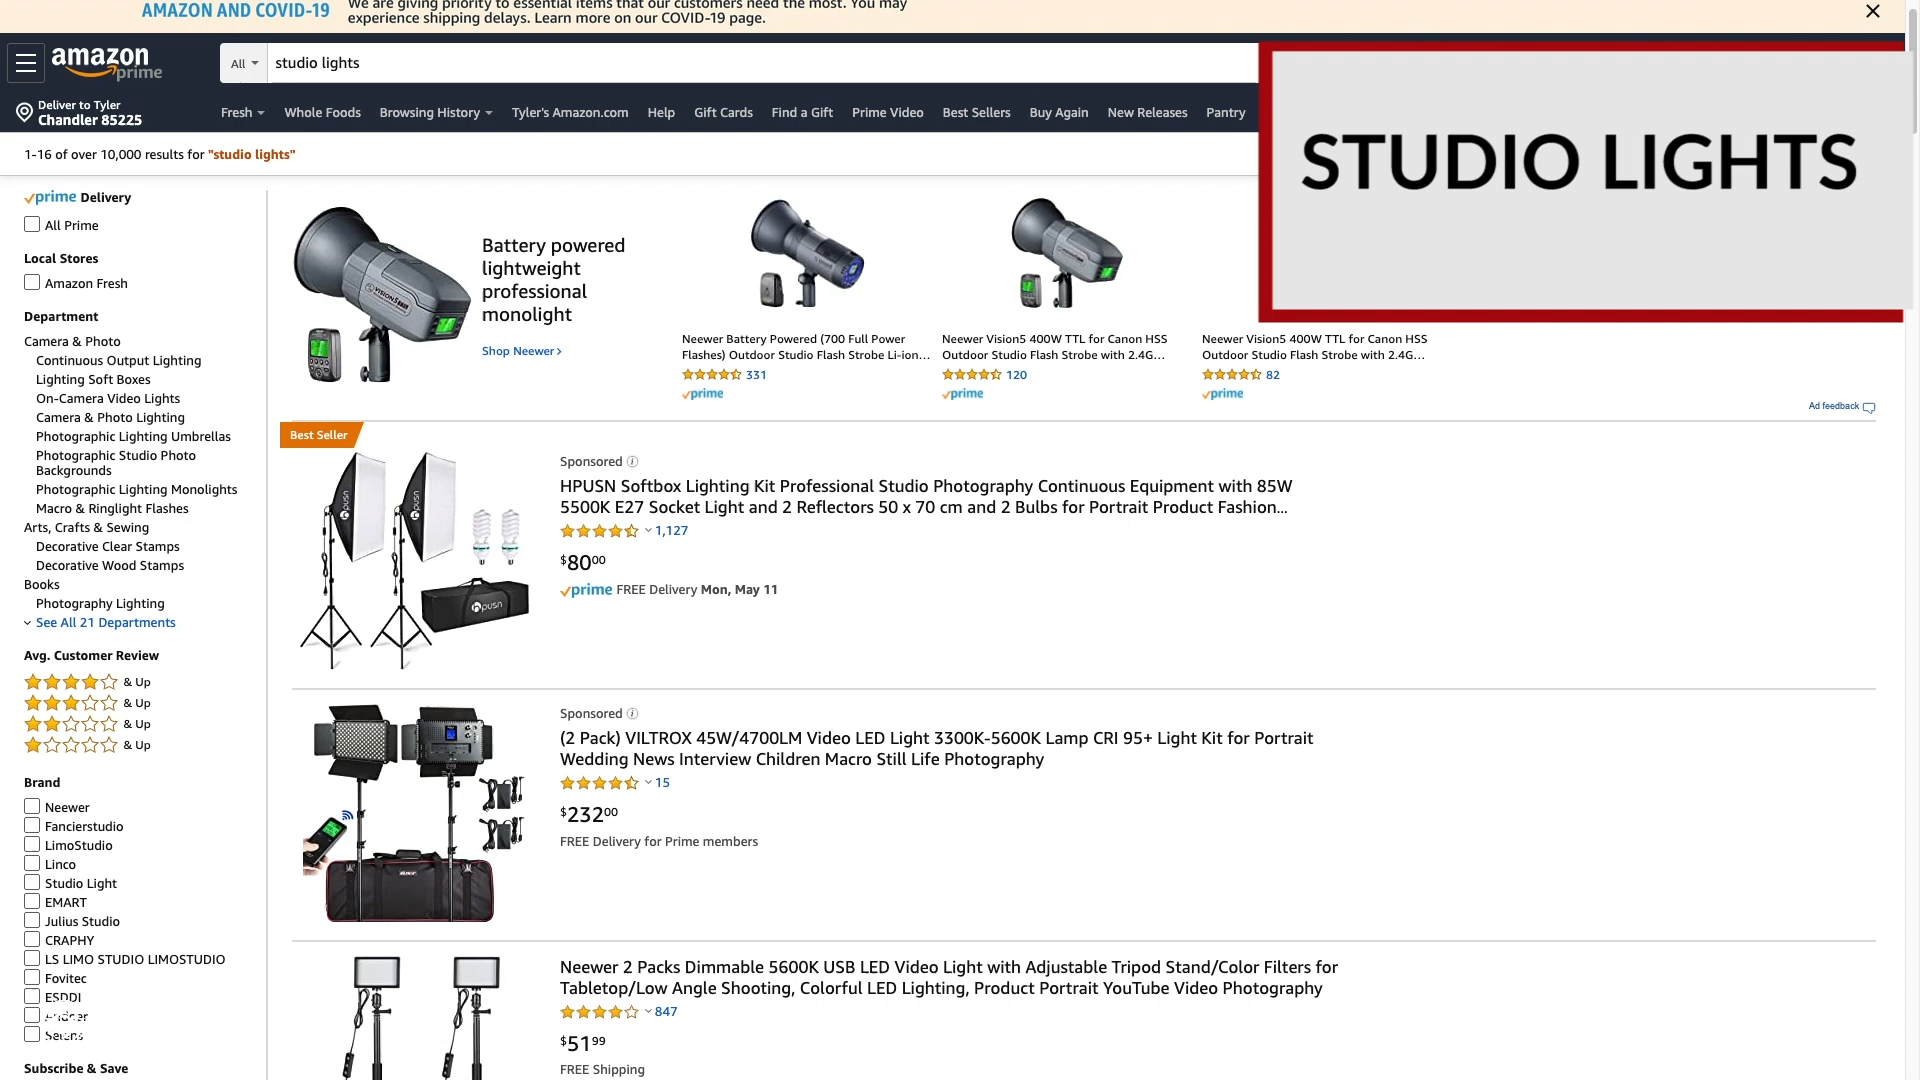 AMAZON AND COVID-19
We are giving priority to essential items that our customers need the most. You may
experience shipping delays. Learn more on our COVID-19 page.
amazon
prime
All
studio lights
Deliver to Tyler
Chandler 85225
Fresh
Whole Foods
Browsing History
Tyler's Amazon.com
Help
Gift Cards
Find a Gift
Prime Video
Best Sellers
Buy Again
New Releases
Pantry
STUDIO LIGHTS
1-16 of over 10,000 results for "studio lights"
prime Delivery
All Prime
Local Stores
Amazon Fresh
Department
Camera & Photo
Continuous Output Lighting
Lighting Soft Boxes
On-Camera Video Lights
Camera & Photo Lighting
Photographic Lighting Umbrellas
Photographic Studio Photo
Backgrounds
Photographic Lighting Monolights
Macro & Ringlight Flashes
Arts, Crafts & Sewing
Decorative Clear Stamps
Decorative Wood Stamps
Books
Photography Lighting
See All 21 Departments
Avg. Customer Review
& Up
& Up
& Up
& Up
Brand
Neewer
Fancierstudio
LimoStudio
Linco
Studio Light
EMART
Julius Studio
CRAPHY
LS LIMO STUDIO LIMOSTUDIO
Fovitec
ESDDI
Andoer
Selens
Subscribe & Save
VISION5
Battery powered
lightweight
professional
monolight
Shop Neewer ›
Neewer Battery Powered (700 Full Power
Flashes) Outdoor Studio Flash Strobe Li-ion...
331
prime
Neewer Vision5 400W TTL for Canon HSS
Outdoor Studio Flash Strobe with 2.4G...
120
prime
Neewer Vision5 400W TTL for Canon HSS
Outdoor Studio Flash Strobe with 2.4G...
82
prime
Ad feedback
Best Seller
hpusn
hpusn
hpusn
Sponsored
HPUSN Softbox Lighting Kit Professional Studio Photography Continuous Equipment with 85W
5500K E27 Socket Light and 2 Reflectors 50 x 70 cm and 2 Bulbs for Portrait Product Fashion...
1,127
$80 00
prime FREE Delivery Mon, May 11
Sponsored
(2 Pack) VILTROX 45W/4700LM Video LED Light 3300K-5600K Lamp CRI 95+ Light Kit for Portrait
Wedding News Interview Children Macro Still Life Photography
15
$232 00
FREE Delivery for Prime members
Neewer 2 Packs Dimmable 5600K USB LED Video Light with Adjustable Tripod Stand/Color Filters for
Tabletop/Low Angle Shooting, Colorful LED Lighting, Product Portrait YouTube Video Photography
847
$51 99
FREE Shipping